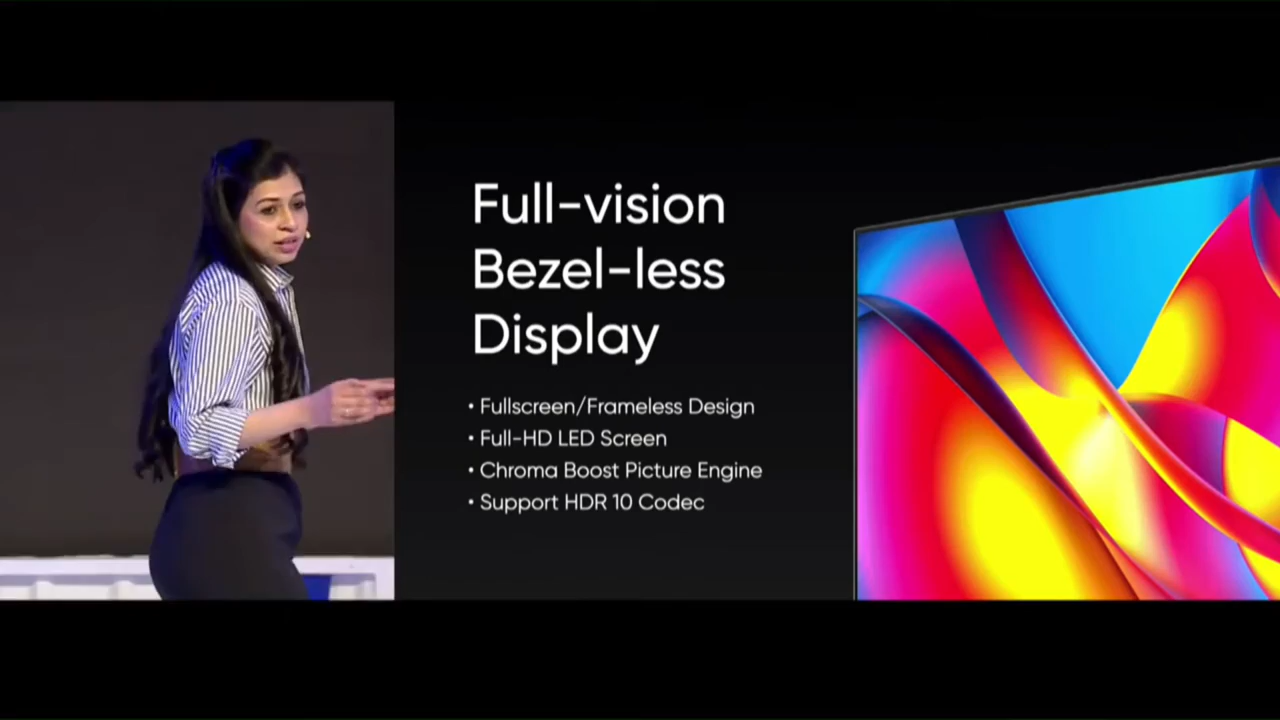 Full-vision
Bezel-less
Display
• Fullscreen/Frameless Design
• Full-HD LED Screen
• Chroma Boost Picture Engine
• Support HDR 10 Codec